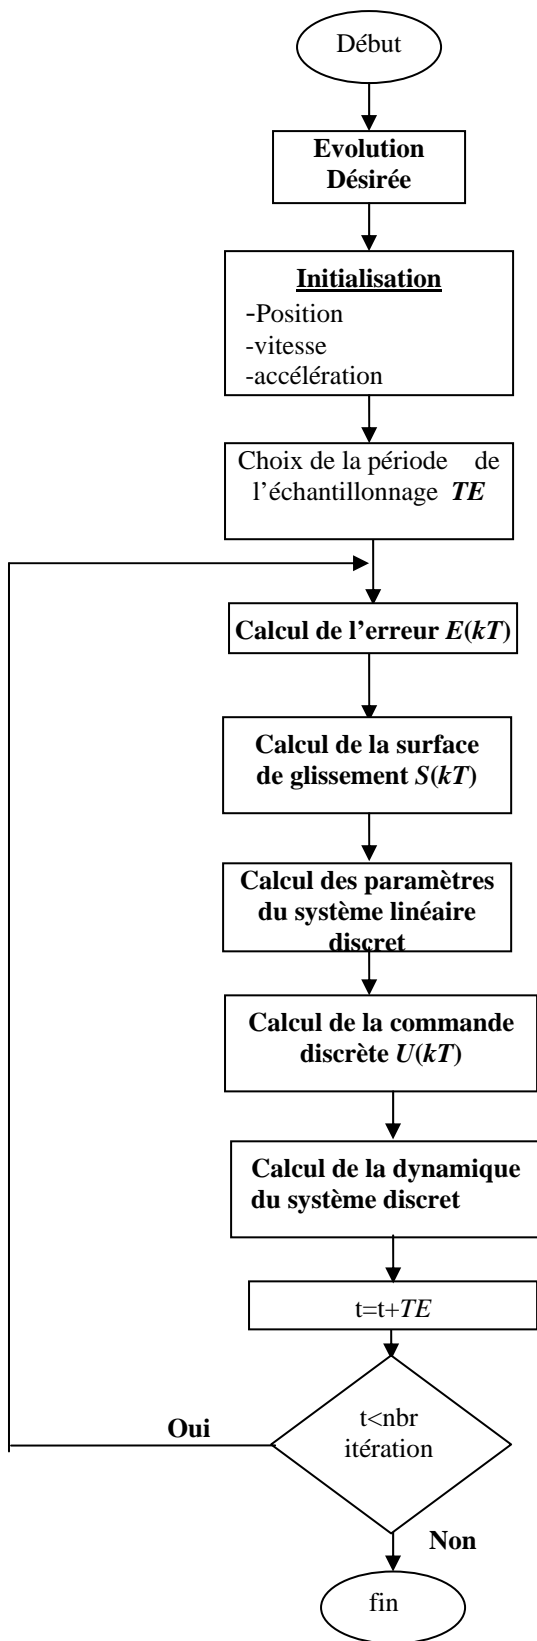 Début
Evolution
Désirée
Initialisation
-Position
-vitesse
-accélération
Choix de la période de
l’échantillonnage TE
Calcul de l’erreur E(kT)
Calcul de la surface
de glissement S(kT)
Calcul des paramètres
du système linéaire
discret
Calcul de la commande
discrète U(kT)
Calcul de la dynamique
du système discret
t=t+TE
t<nbr
itération
Oui
Non
fin